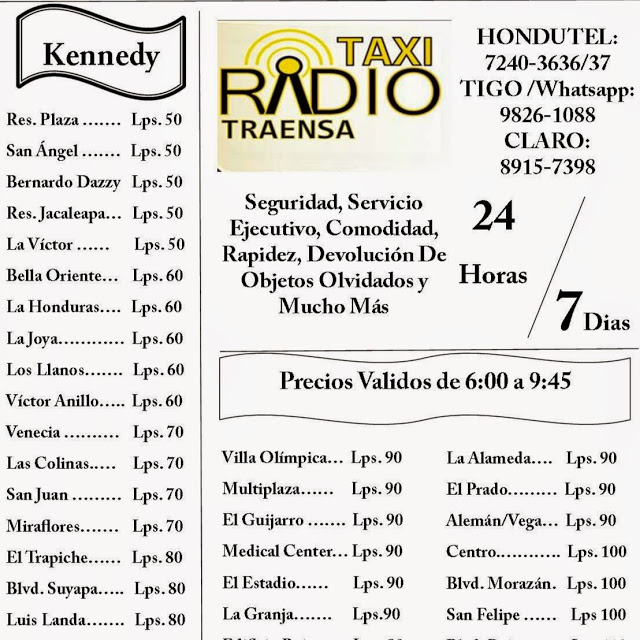 Kennedy
Res. Plaza ....... Lps. 50
San Ángel ....... Lps. 50
Bernardo Dazzy Lps. 50
Res. Jacaleapa... Lps. 50
La Víctor ...... Lps. 50
Bella Oriente... Lps. 60
La Honduras.... Lps. 60
La Joya............ Lps. 60
Los Llanos....... Lps. 60
Víctor Anillo..... Lps. 60
Venecia .......... Lps. 70
Las Colinas..... Lps. 70
San Juan ......... Lps. 70
Miraflores....... Lps. 70
El Trapiche...... Lps. 80
Blvd. Suyapa..... Lps. 80
Luis Landa....... Lps. 80
TAXI
RADIO
TRAENSA
HONDUTEL:
7240-3636/37
TIGO /Whatsapp:
9826-1088
CLARO:
8915-7398
Seguridad, Servicio
Ejecutivo, Comodidad,
Rapidez, Devolución De
Objetos Olvidados y
Mucho Más
24
Horas
7 Dias
Precios Validos de 6:00 a 9:45
Villa Olímpica... Lps. 90
Multiplaza...... Lps. 90
El Guijarro ....... Lps. 90
Medical Center... Lps. 90
El Estadio...... Lps. 90
La Granja....... Lps.90
La Alameda.... Lps. 90
El Prado......... Lps. 90
Alemán/Vega... Lps. 90
Centro............ Lps. 100
Blvd. Morazán. Lps. 100
San Felipe ...... Lps 100